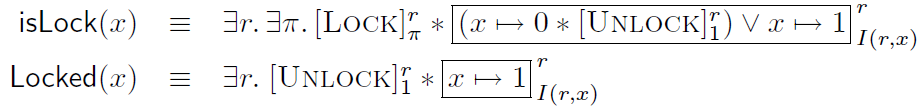 isLock(x) ≡ ∃r. ∃π. [LOCK]^r_π * (x ↦ 0 * [UNLOCK]^r_1) ∨ x ↦ 1 ^r_I(r,x)
Locked(x) ≡ ∃r. [UNLOCK]^r_1 * x ↦ 1 ^r_I(r,x)